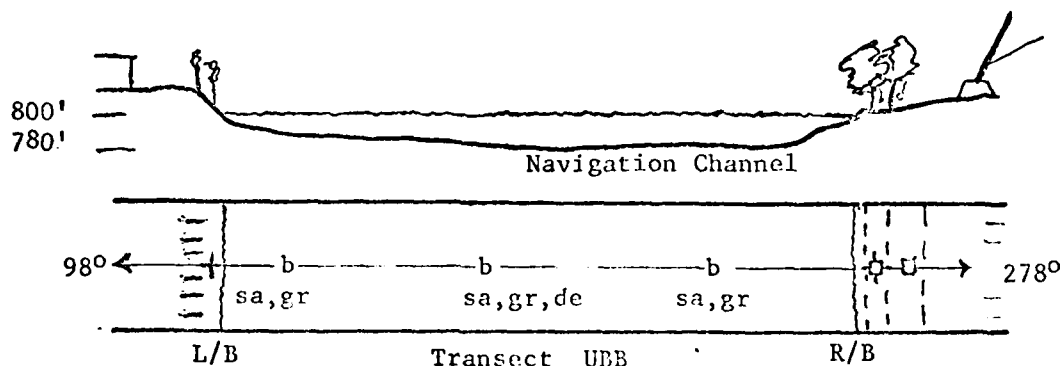 800'
780'
Navigation Channel
98° b b b 278°
sa,gr sa,gr,de sa,gr
L/B Transect UBB R/B